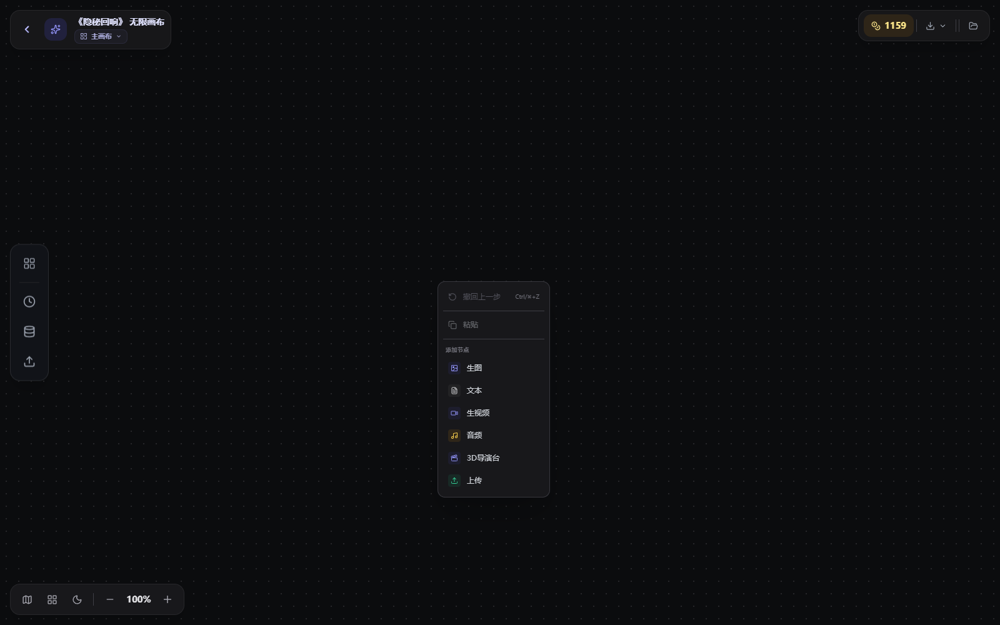 《隐秘回响》 无限画布
主画布
1159
撤回上一步 Ctrl/⌘+Z
粘贴
添加节点
生图
文本
生视频
音频
3D导演台
上传
100%